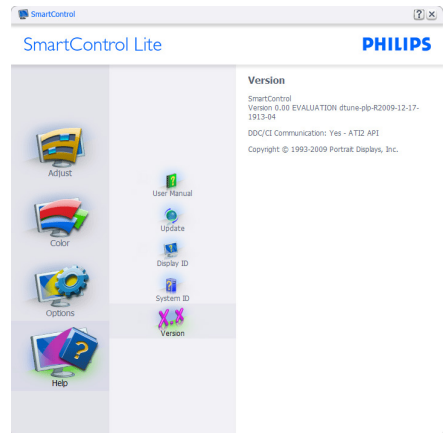 SmartControl
?
SmartControl Lite
PHILIPS
Adjust
Color
Options
Help
User Manual
Update
Display ID
System ID
X.X
Version
Version
SmartControl
Version 0.00 EVALUATION dtune-plp-R2009-12-17-
1913-04
DDC/CI Communication: Yes - ATI2 API
Copyright © 1993-2009 Portrait Displays, Inc.